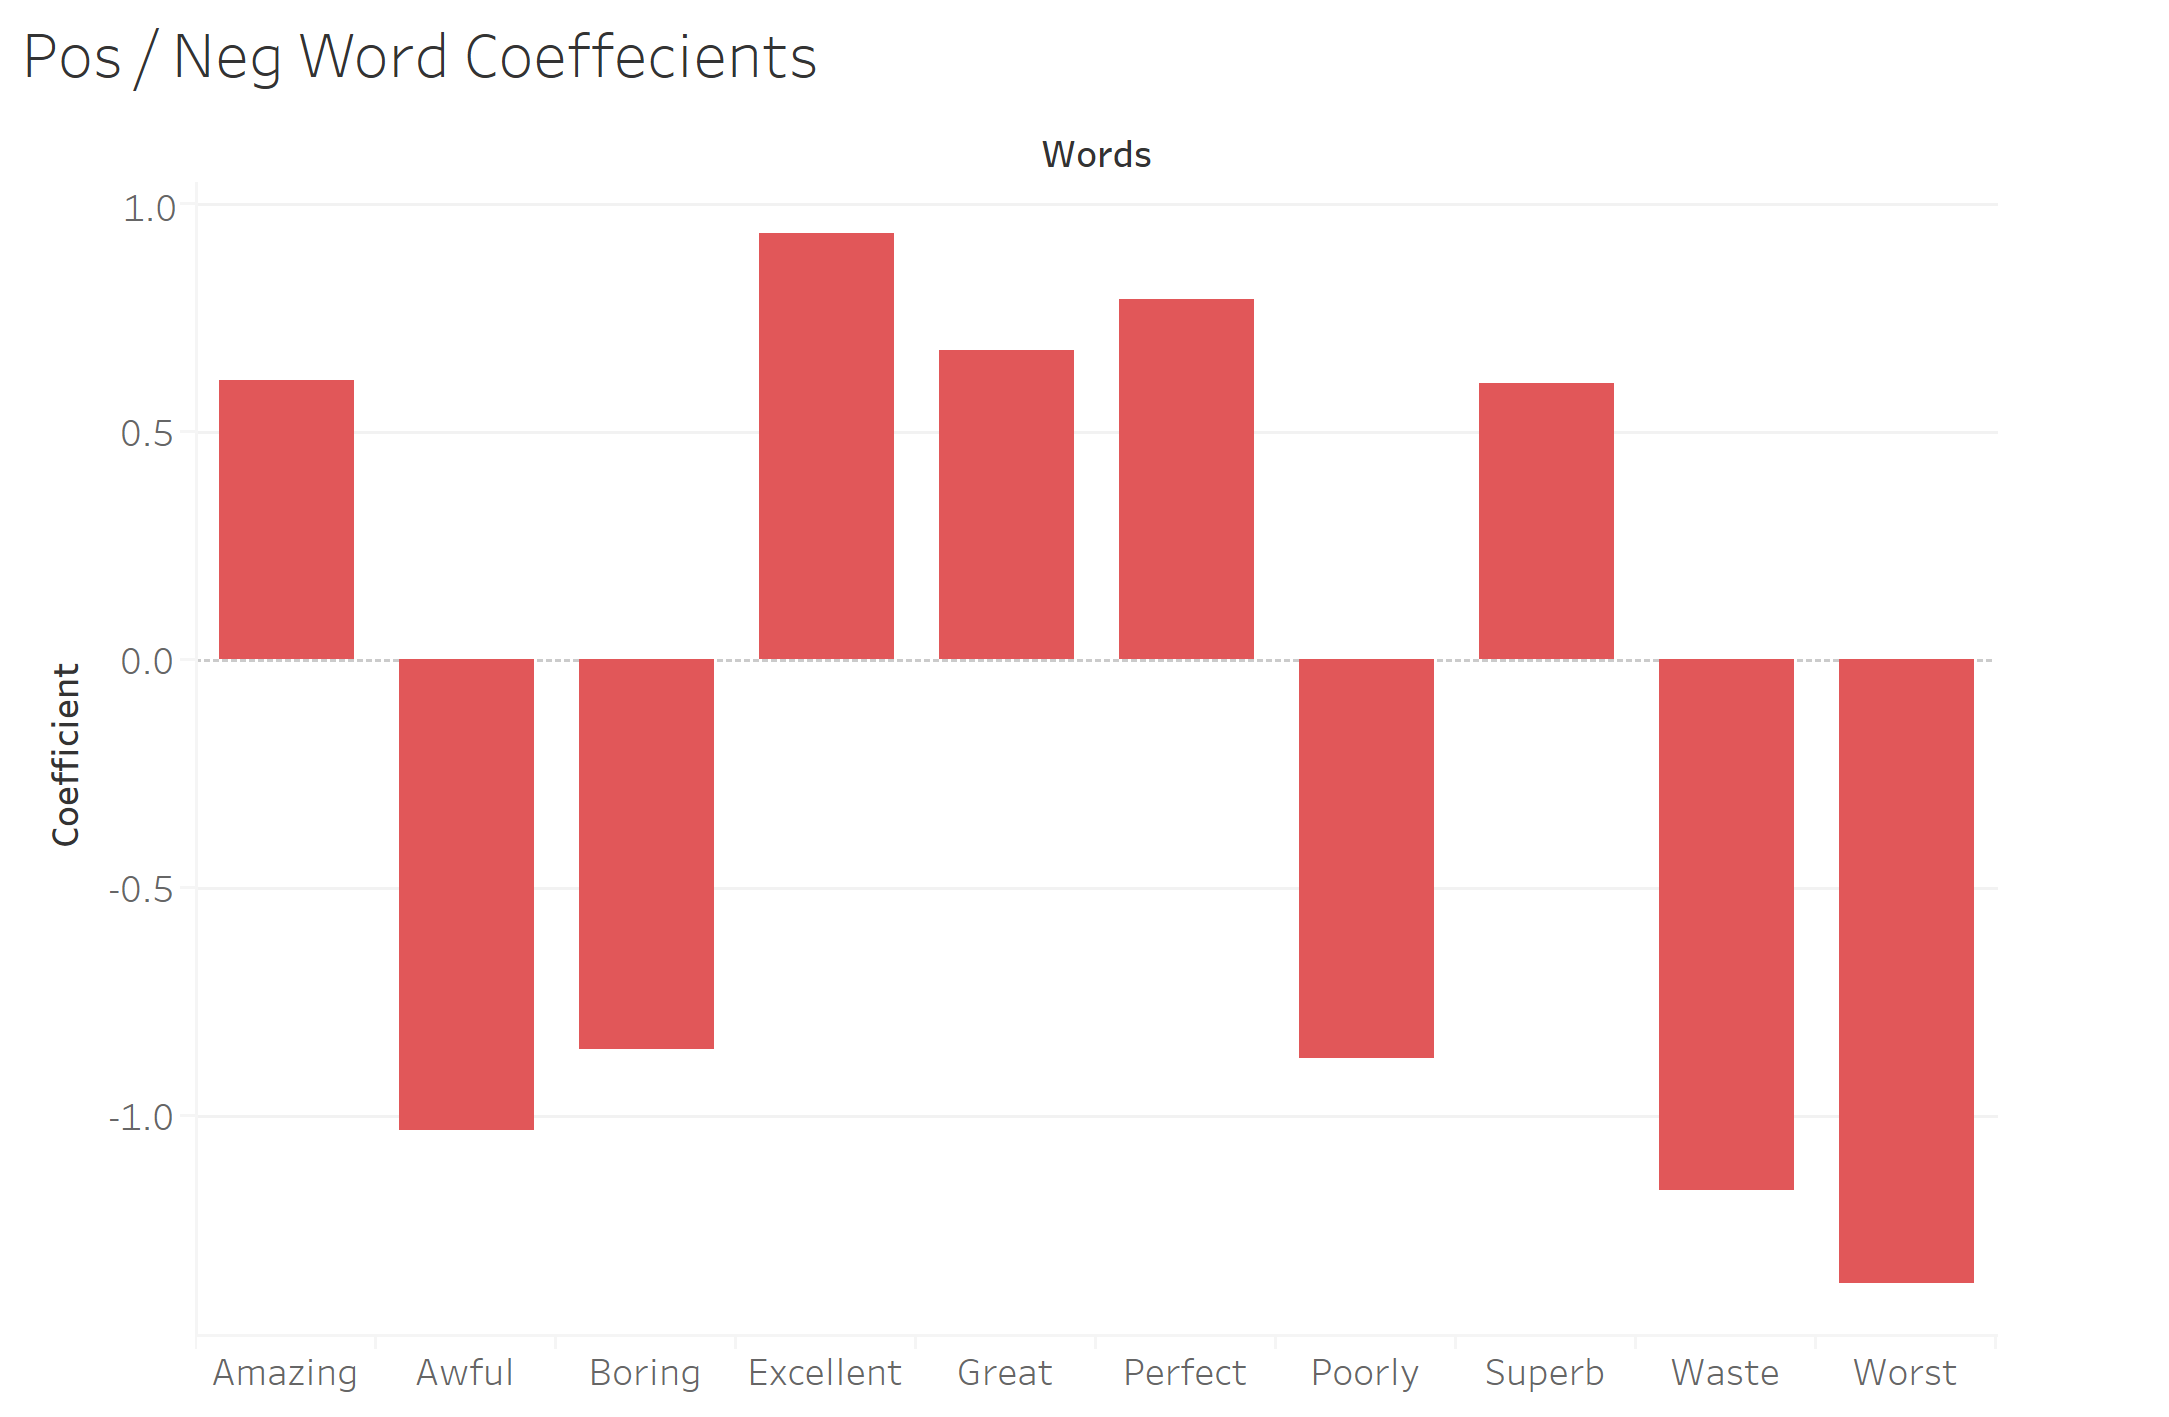 Pos / Neg Word Coeffecients
Words
1.0
0.5
0.0
-0.5
-1.0
Coefficient
Amazing Awful Boring Excellent Great Perfect Poorly Superb Waste Worst